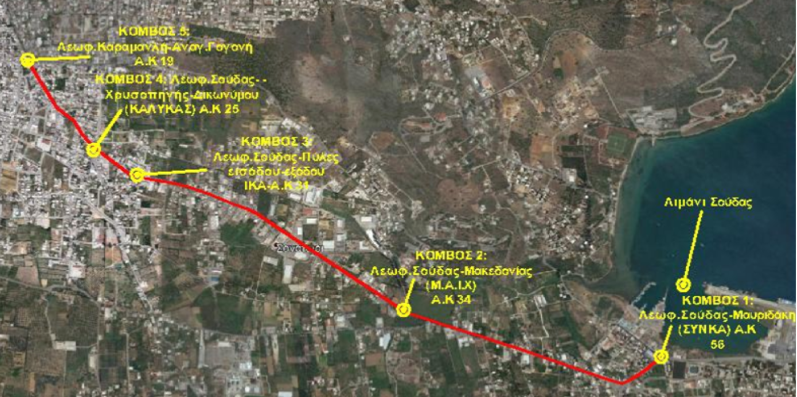 ΚΟΜΒΟΣ 5:
Λεωφ.Καραμανλή-Αναγ.Γογονή
Α.Κ 19
ΚΟΜΒΟΣ 4: Λεωφ.Σούδας- -
Χρυσοπηγής-Δικωνύμου
(ΚΑΛΥΚΑΣ) Α.Κ 25
ΚΟΜΒΟΣ 3:
Λεωφ.Σούδας-Πύλες
εισόδου-εξόδου
ΙΚΑ-Α.Κ 31
Λιμάνι Σούδας
ΚΟΜΒΟΣ 2:
Λεωφ.Σούδας-Μακεδονίας
(Μ.Α.Ι.Χ)
Α.Κ 34
ΚΟΜΒΟΣ 1:
Λεωφ.Σούδας-Μαυριδάκη
(ΣΥΝΚΑ) Α.Κ
56